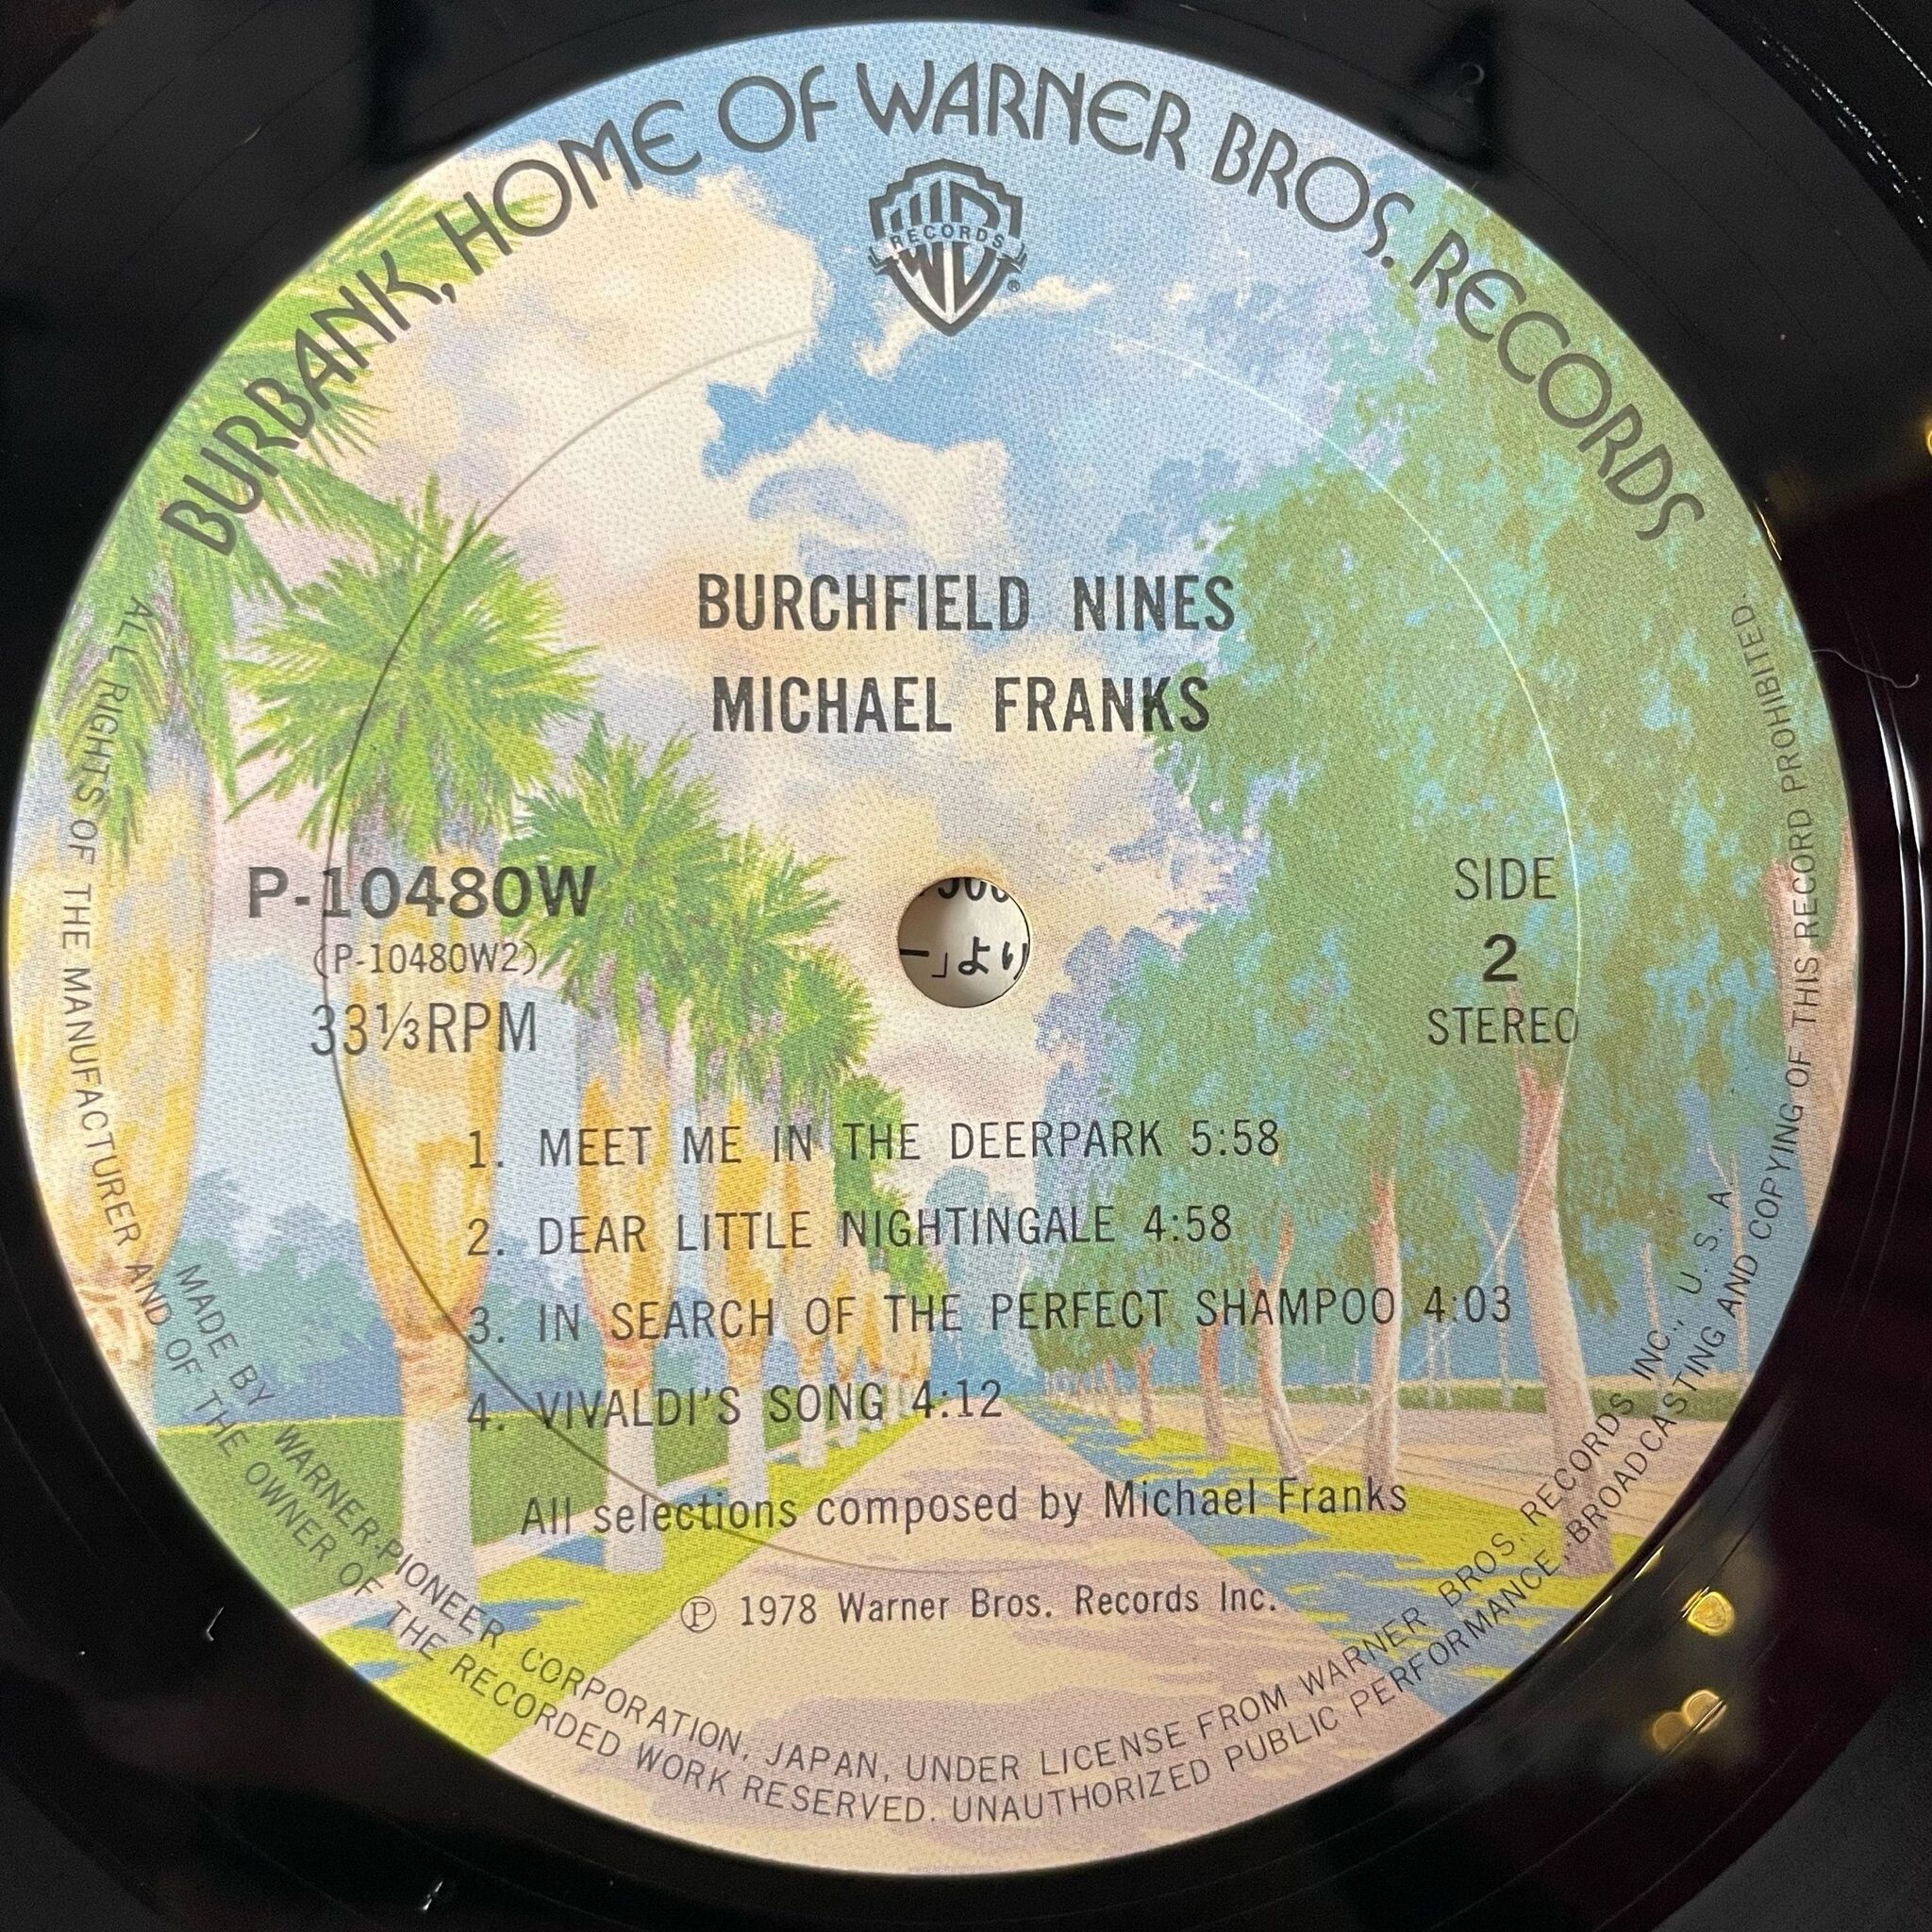 BURBANK, HOME OF WARNER BROS. RECORDS
RECORDS
®
BURCHFIELD NINES
MICHAEL FRANKS
P-10480W
(P-10480W2)
33⅓RPM
SIDE
2
STEREO
ー」より
1. MEET ME IN THE DEERPARK 5:58
2. DEAR LITTLE NIGHTINGALE 4:58
3. IN SEARCH OF THE PERFECT SHAMPOO 4:03
4. VIVALDI'S SONG 4:12
All selections composed by Michael Franks
℗ 1978 Warner Bros. Records Inc.
MADE BY WARNER-PIONEER CORPORATION, JAPAN, UNDER LICENSE FROM WARNER BROS. RECORDS INC., U. S. A.
ALL RIGHTS OF THE MANUFACTURER AND OF THE OWNER OF THE RECORDED WORK RESERVED. UNAUTHORIZED PUBLIC PERFORMANCE, BROADCASTING AND COPYING OF THIS RECORD PROHIBITED.